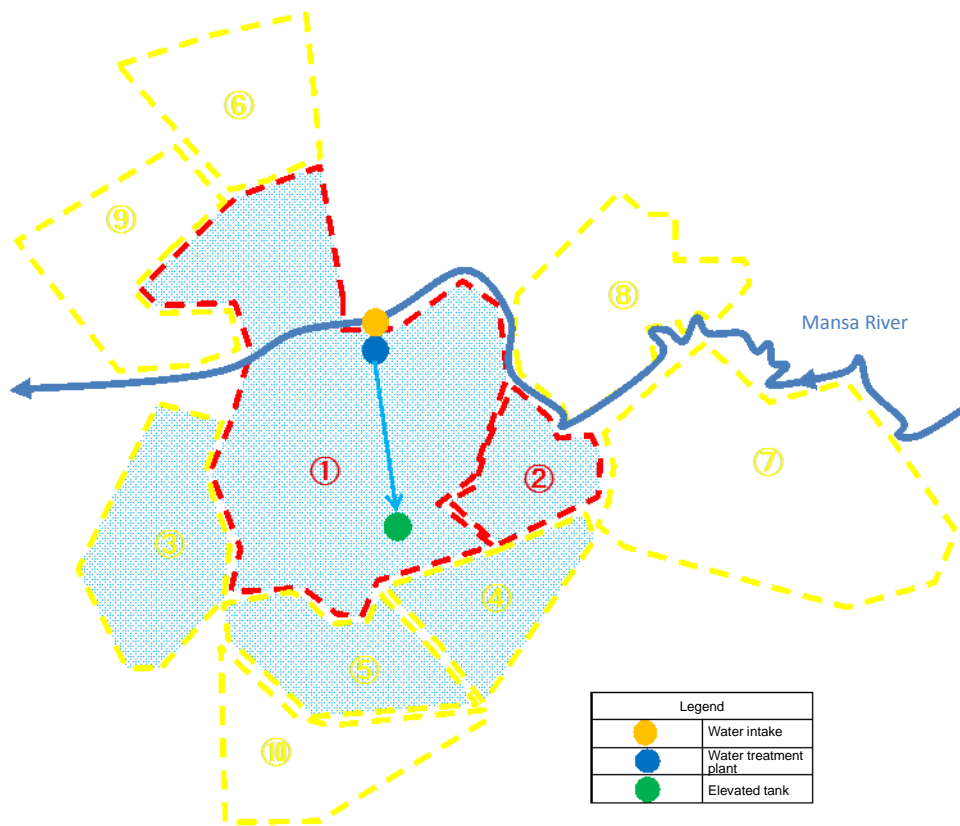 ⑥
⑨
⑧
Mansa River
①
②
⑦
③
④
⑤
⑩
Legend
Water intake
Water treatment
plant
Elevated tank